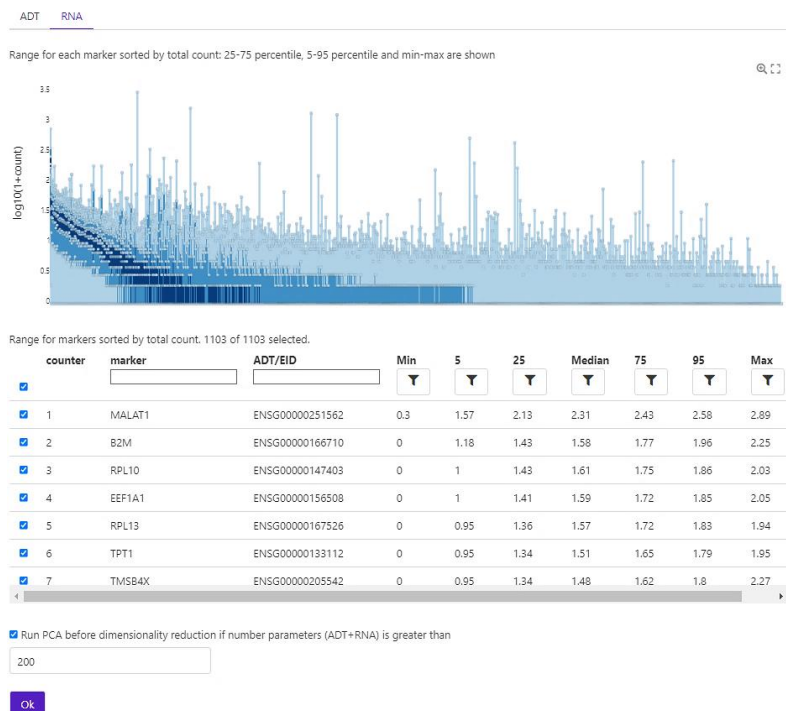 ADT RNA
Range for each marker sorted by total count: 25-75 percentile, 5-95 percentile and min-max are shown
3.5
3
2.5
2
1.5
1
0.5
0
log10(1+count)
Range for markers sorted by total count. 1103 of 1103 selected.
counter marker ADT/EID Min 5 25 Median 75 95 Max
1 MALAT1 ENSG00000251562 0.3 1.57 2.13 2.31 2.43 2.58 2.89
2 B2M ENSG00000166710 0 1.18 1.43 1.58 1.77 1.96 2.25
3 RPL10 ENSG00000147403 0 1 1.43 1.61 1.75 1.86 2.03
4 EEF1A1 ENSG00000156508 0 1 1.41 1.59 1.72 1.85 2.05
5 RPL13 ENSG00000167526 0 0.95 1.36 1.57 1.72 1.83 1.94
6 TPT1 ENSG00000133112 0 0.95 1.34 1.51 1.65 1.79 1.95
7 TMSB4X ENSG00000205542 0 0.95 1.34 1.48 1.62 1.8 2.27
Run PCA before dimensionality reduction if number parameters (ADT+RNA) is greater than
200
Ok